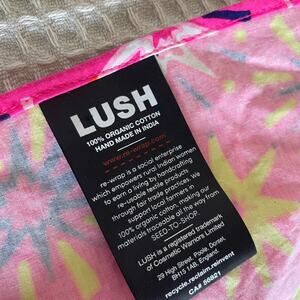 LUSH
100% ORGANIC COTTON
HAND MADE IN INDIA
www.re-wrap.com
re-wrap is a social enterprise
which empowers rural Indian women
to earn a living by handcrafting
re-usable textile products
through fair trade practices. We
support local farmers in
100% organic cotton, making our
materials traceable all the way from
SEED-TO-SHOP.
LUSH is a registered trademark
of Cosmetic Warriors Limited
29 High Street, Poole, Dorset,
BH15 1AB, England.
recycle.reclaim.reinvent
CA# 56821